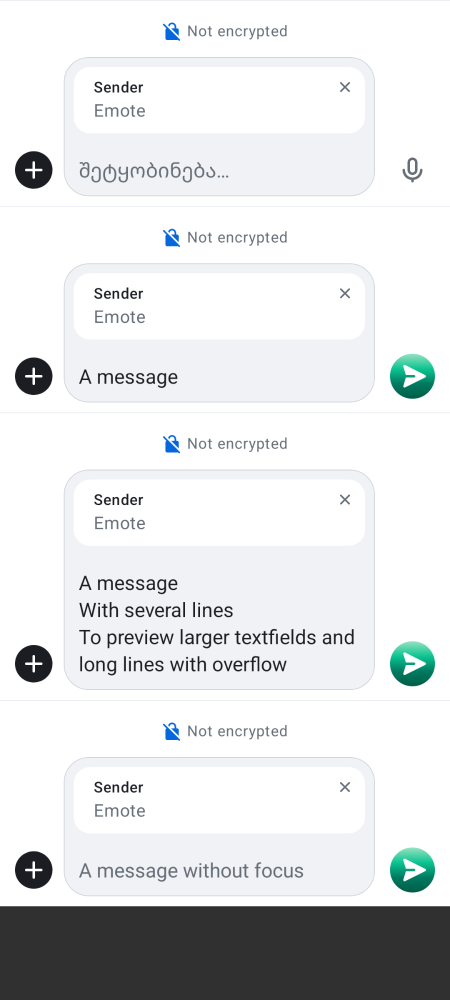 Not encrypted
Sender
Emote
შეტყობინება…
Not encrypted
Sender
Emote
A message
Not encrypted
Sender
Emote
A message
With several lines
To preview larger textfields and
long lines with overflow
Not encrypted
Sender
Emote
A message without focus